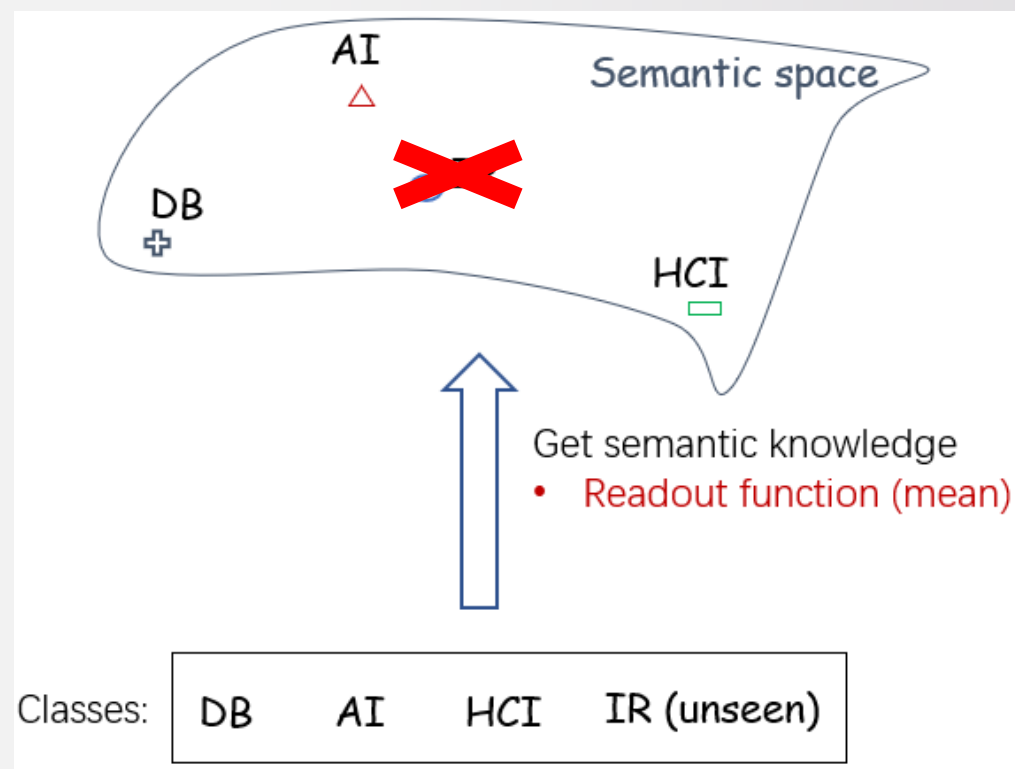 AI
Semantic space
DB
HCI
Get semantic knowledge
• Readout function (mean)
Classes: DB AI HCI IR (unseen)